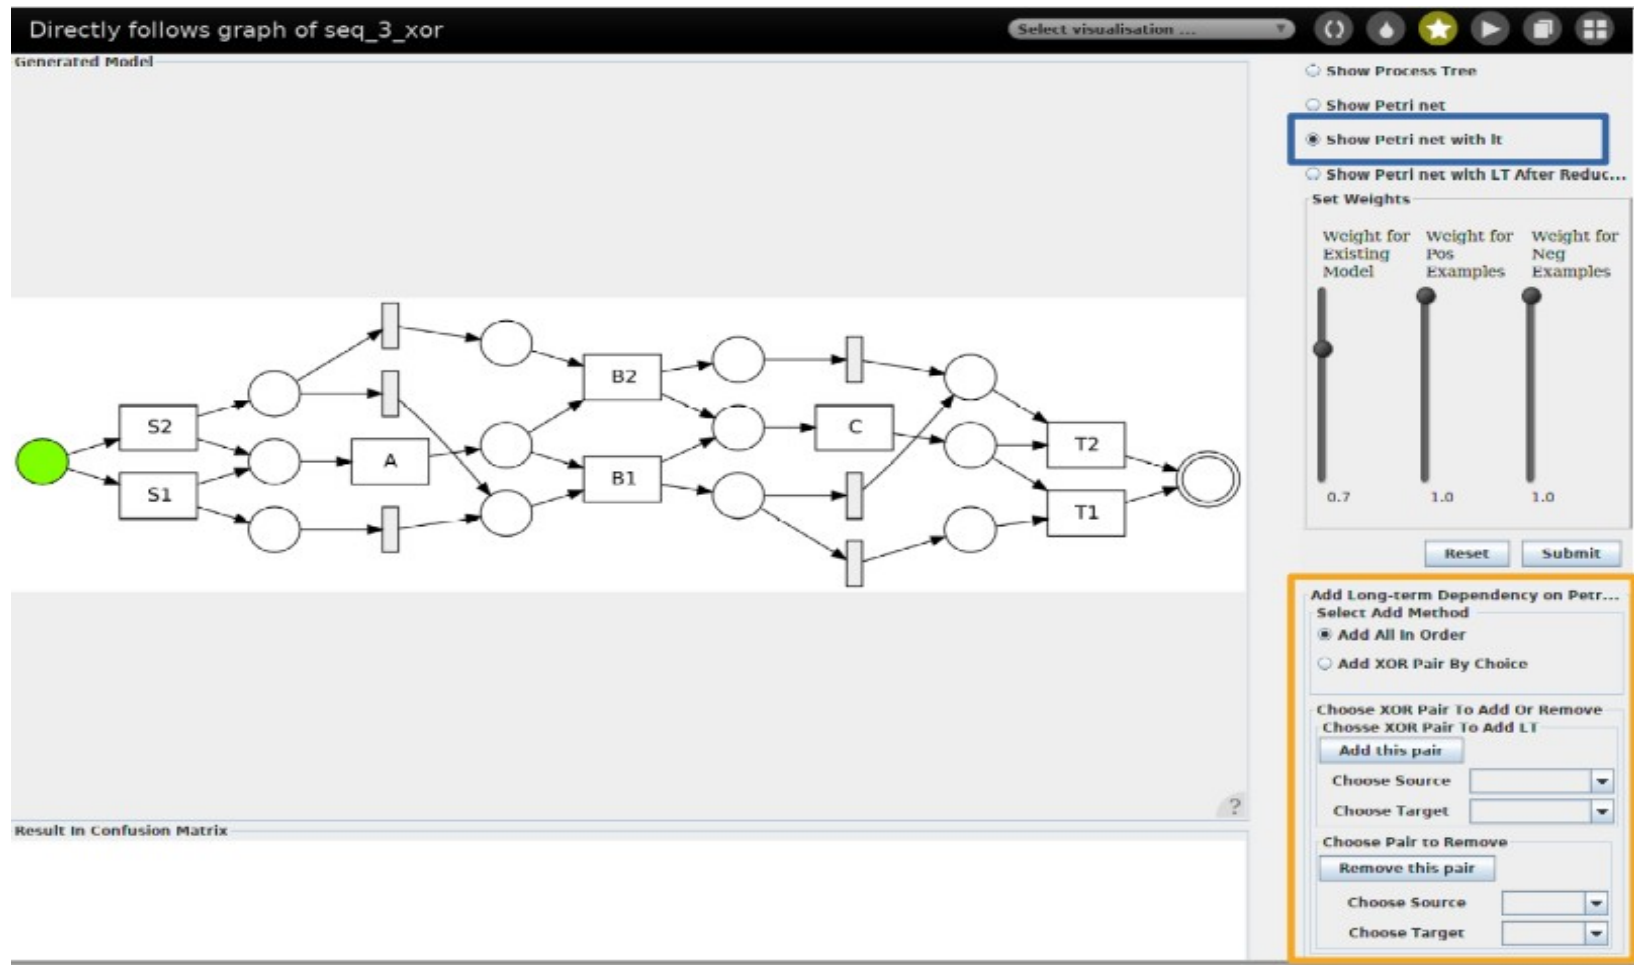 Directly follows graph of seq_3_xor
Select visualisation ...
Generated Model
Show Process Tree
Show Petri net
Show Petri net with lt
Show Petri net with LT After Reduc...
Set Weights
Weight for Existing Model
Weight for Pos Examples
Weight for Neg Examples
0.7
1.0
1.0
Reset
Submit
S2
S1
A
B2
B1
C
T2
T1
Add Long-term Dependency on Petr...
Select Add Method
Add All In Order
Add XOR Pair By Choice
Choose XOR Pair To Add Or Remove
Chosse XOR Pair To Add LT
Add this pair
Choose Source
Choose Target
Choose Pair to Remove
Remove this pair
Choose Source
Choose Target
?
Result In Confusion Matrix